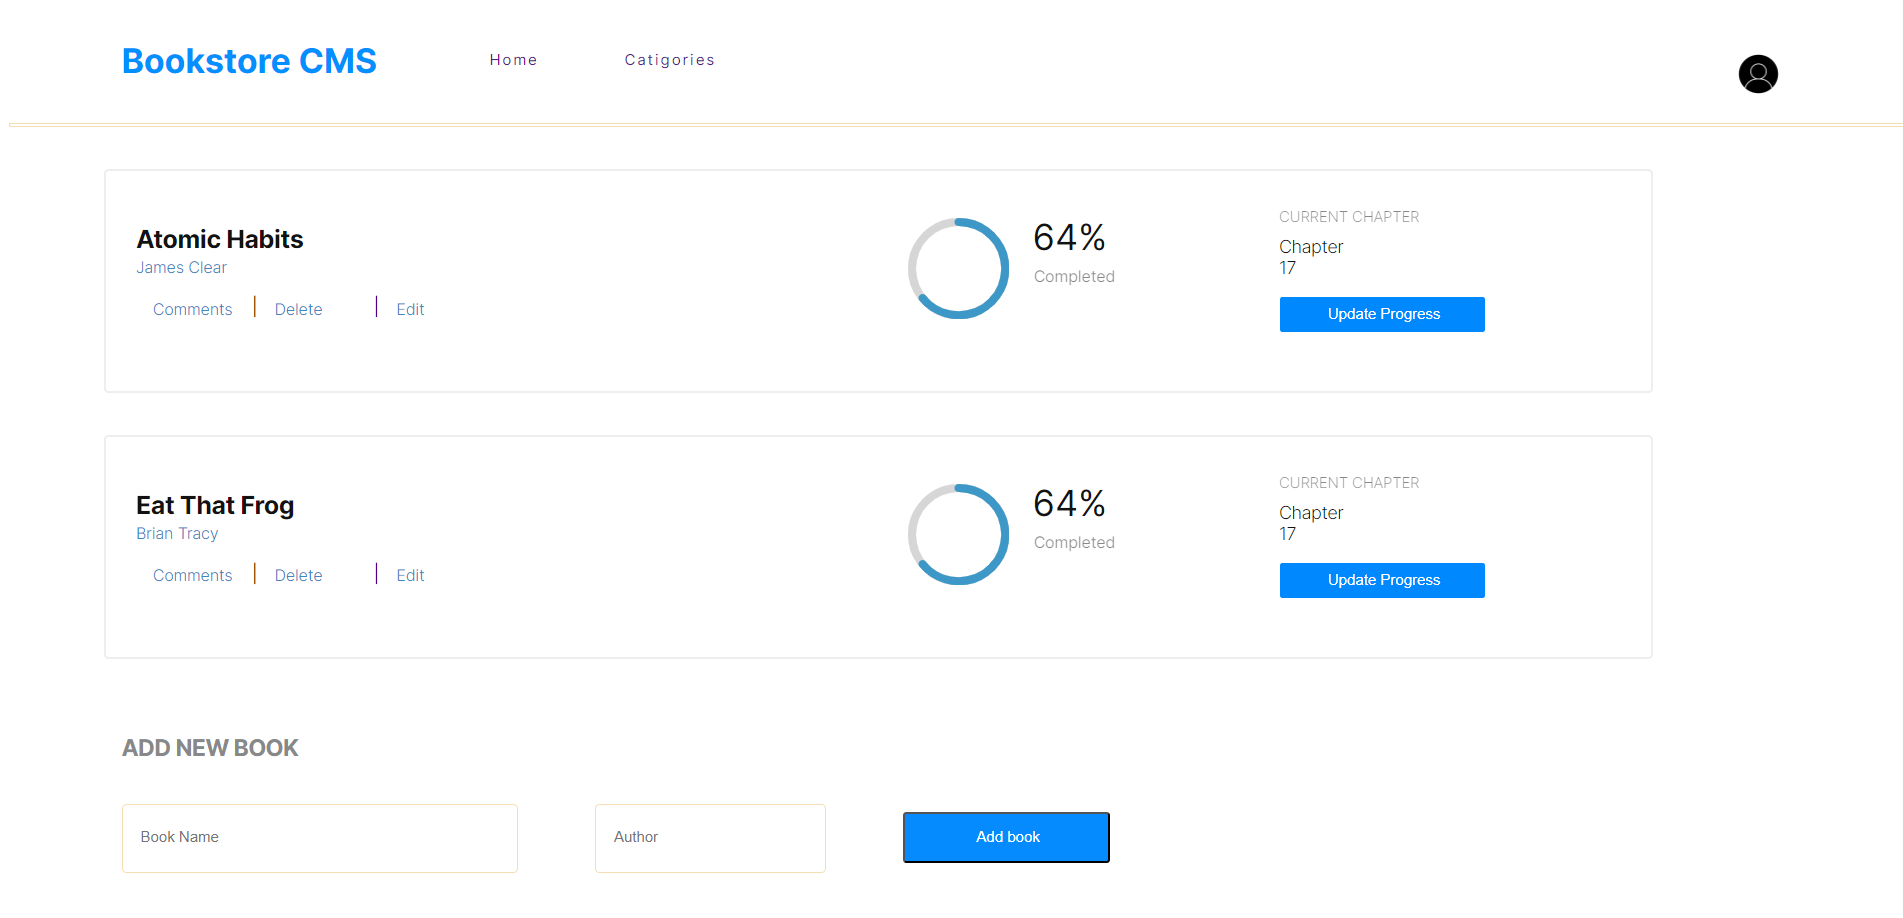 Bookstore CMS Home Catigories
Atomic Habits
James Clear
Comments Delete Edit
64%
Completed
CURRENT CHAPTER
Chapter
17
Update Progress
Eat That Frog
Brian Tracy
Comments Delete Edit
64%
Completed
CURRENT CHAPTER
Chapter
17
Update Progress
ADD NEW BOOK
Book Name Author Add book